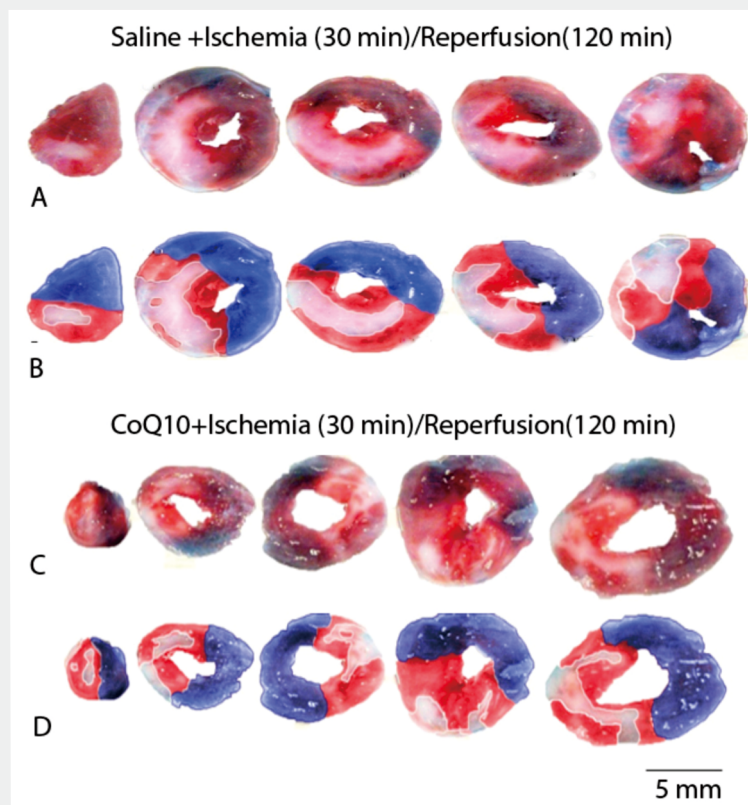 Saline +Ischemia (30 min)/Reperfusion(120 min)
A
B
CoQ10+Ischemia (30 min)/Reperfusion(120 min)
C
D
5 mm